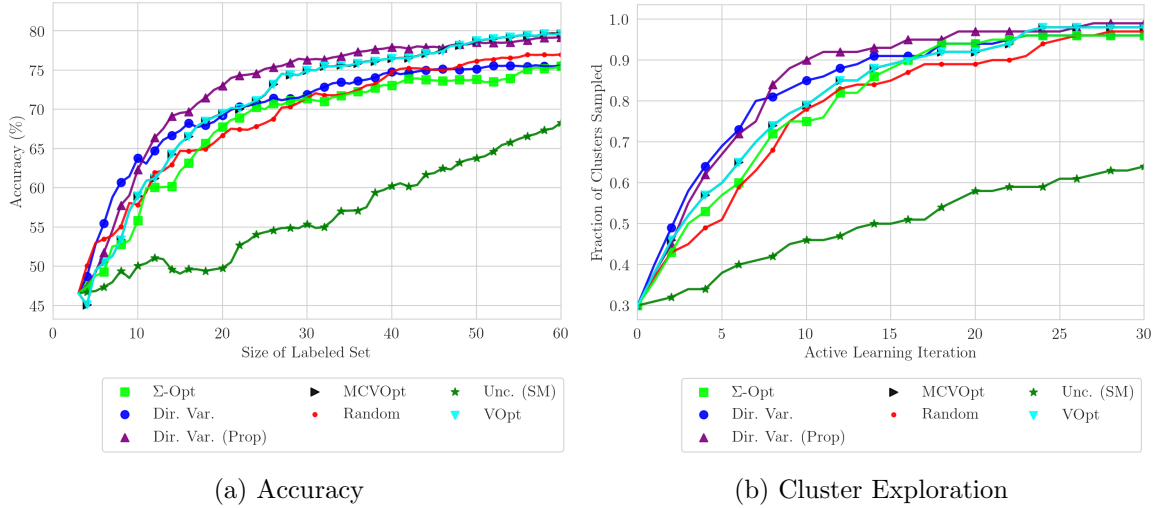 80
75
70
65
60
55
50
45
Accuracy (%)
0
10
20
30
40
50
60
Size of Labeled Set
Σ-Opt
MCVOpt
Unc. (SM)
Dir. Var.
Random
VOpt
Dir. Var. (Prop)
(a) Accuracy
1.0
0.9
0.8
0.7
0.6
0.5
0.4
0.3
Fraction of Clusters Sampled
0
5
10
15
20
25
30
Active Learning Iteration
Σ-Opt
MCVOpt
Unc. (SM)
Dir. Var.
Random
VOpt
Dir. Var. (Prop)
(b) Cluster Exploration